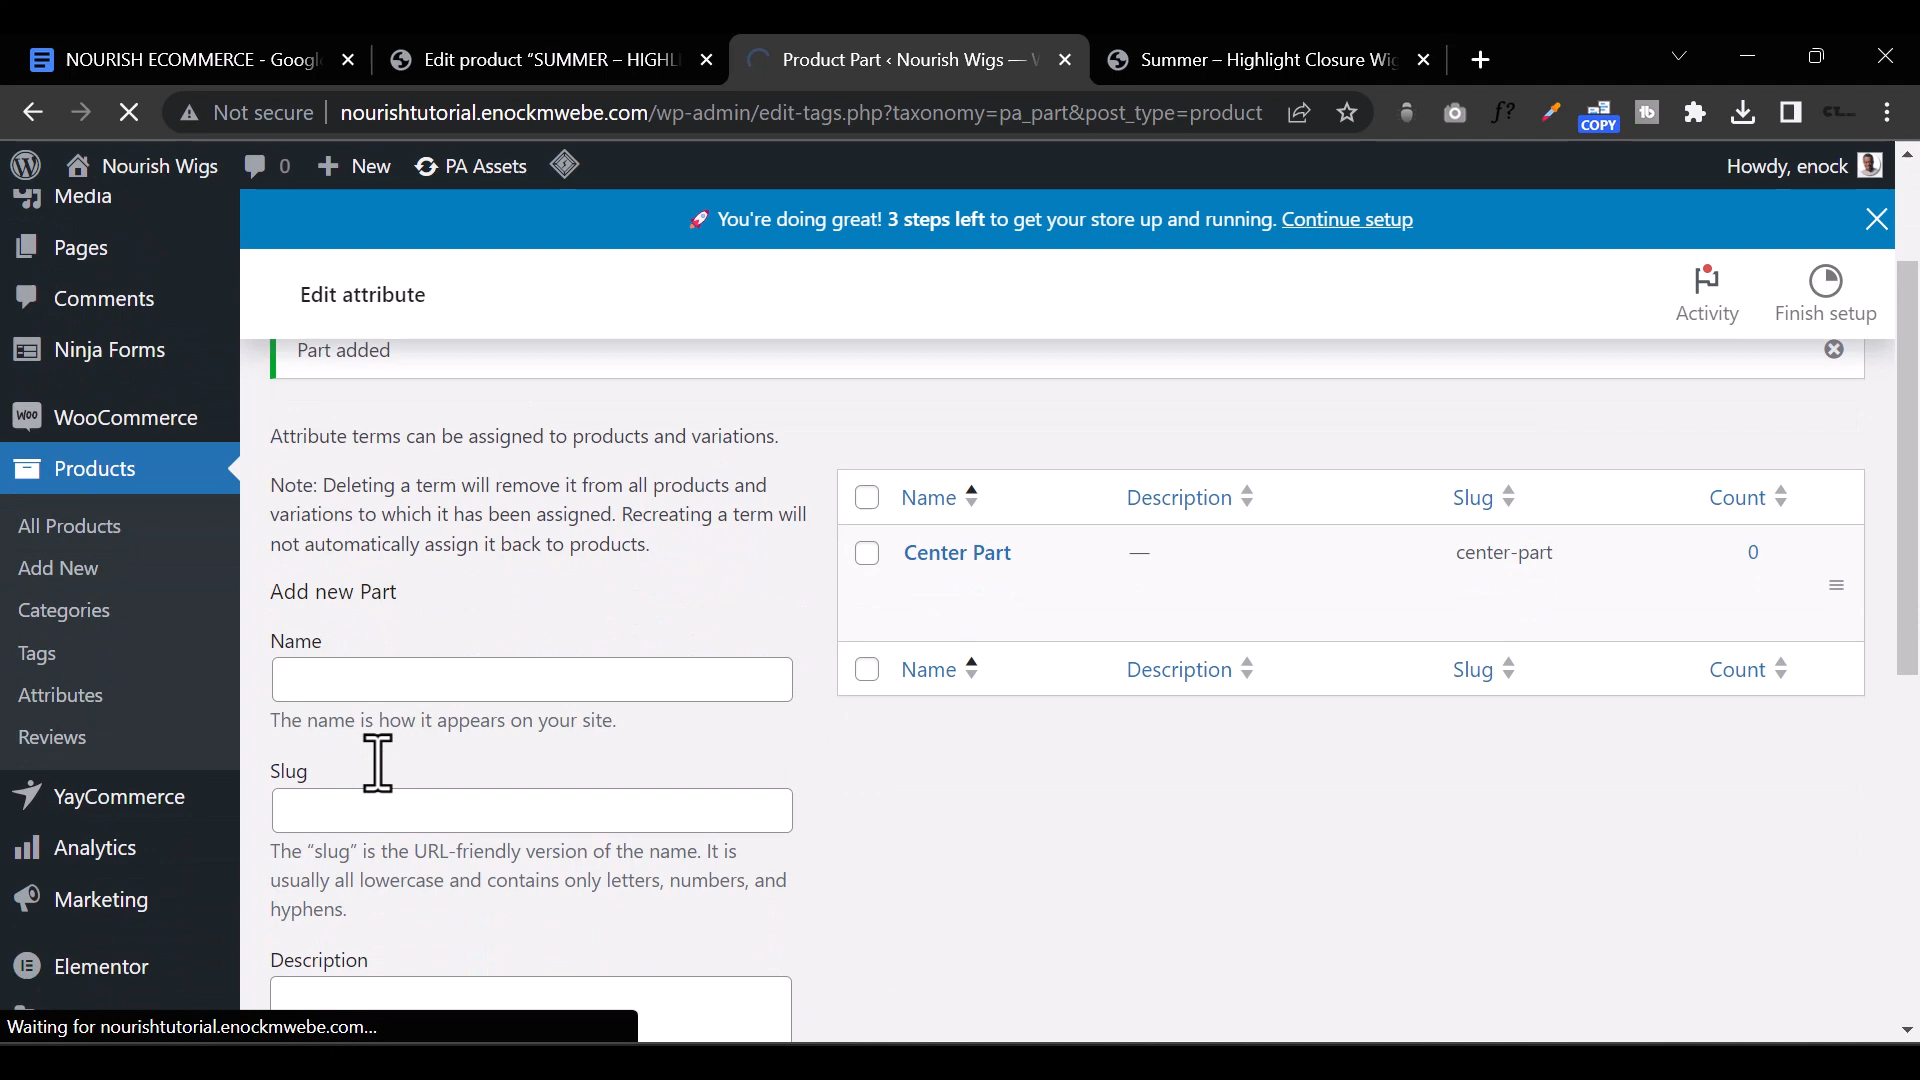 NOURISH ECOMMERCE - Googl
Edit product “SUMMER – HIGHL
Product Part ‹ Nourish Wigs —
Summer – Highlight Closure Wig
Not secure
nourishtutorial.enockmwebe.com/wp-admin/edit-tags.php?taxonomy=pa_part&post_type=product
f?
COPY
tb
Nourish Wigs
0
New
PA Assets
Howdy, enock
Media
Pages
Comments
Ninja Forms
Woo
WooCommerce
Products
All Products
Add New
Categories
Tags
Attributes
Reviews
YayCommerce
Analytics
Marketing
Elementor
🚀 You're doing great! 3 steps left to get your store up and running. Continue setup
Edit attribute
Activity
Finish setup
Part added
Attribute terms can be assigned to products and variations.
Note: Deleting a term will remove it from all products and
variations to which it has been assigned. Recreating a term will
not automatically assign it back to products.
Add new Part
Name
The name is how it appears on your site.
Slug
The “slug” is the URL-friendly version of the name. It is
usually all lowercase and contains only letters, numbers, and
hyphens.
Description
Name Description Slug Count
Center Part — center-part 0
Name Description Slug Count
Waiting for nourishtutorial.enockmwebe.com...